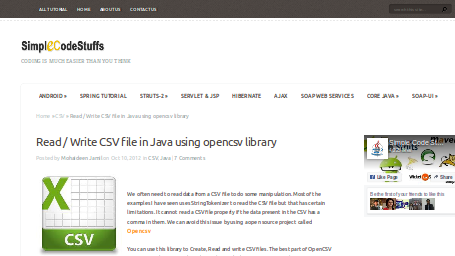 ALL TUTORIAL HOME ABOUT US CONTACT US
SimpleCodeStuffs
CODING IS MUCH EASIER THAN YOU THINK
ANDROID » SPRING TUTORIAL STRUTS-2 » SERVLET & JSP HIBERNATE AJAX SOAP WEB SERVICES CORE JAVA » SOAP-UI »
Home » CSV » Read / Write CSV file in Java using opencsv library
Read / Write CSV file in Java using opencsv library
Posted by Mohaideen Jamil on Oct 10, 2012 in CSV, Java | 7 Comments
Simple Code St...
Like Page
Share
Be the first of your friends to like this
X
CSV
We often need to read data from a CSV file to do some manipulation. Most of the
examples I have seen uses StringTokenizer to read the CSV file but that has certain
limitations. It cannot read a CSV file properly if the data present in the CSV has a
comma in them. We can avoid this issue by using a open source project called
Opencsv
You can use this library to Create, Read and write CSV files. The best part of OpenCSV